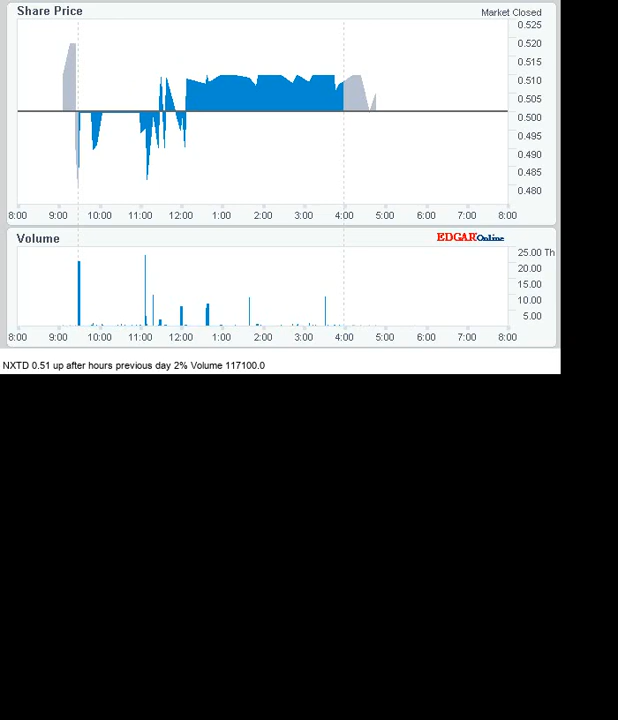 Share Price
Market Closed
0.525
0.520
0.515
0.510
0.505
0.500
0.495
0.490
0.485
0.480
8:00 9:00 10:00 11:00 12:00 1:00 2:00 3:00 4:00 5:00 6:00 7:00 8:00
Volume
EDGAR Online
25.00 Th
20.00
15.00
10.00
5.00
8:00 9:00 10:00 11:00 12:00 1:00 2:00 3:00 4:00 5:00 6:00 7:00 8:00
NXTD 0.51 up after hours previous day 2% Volume 117100.0